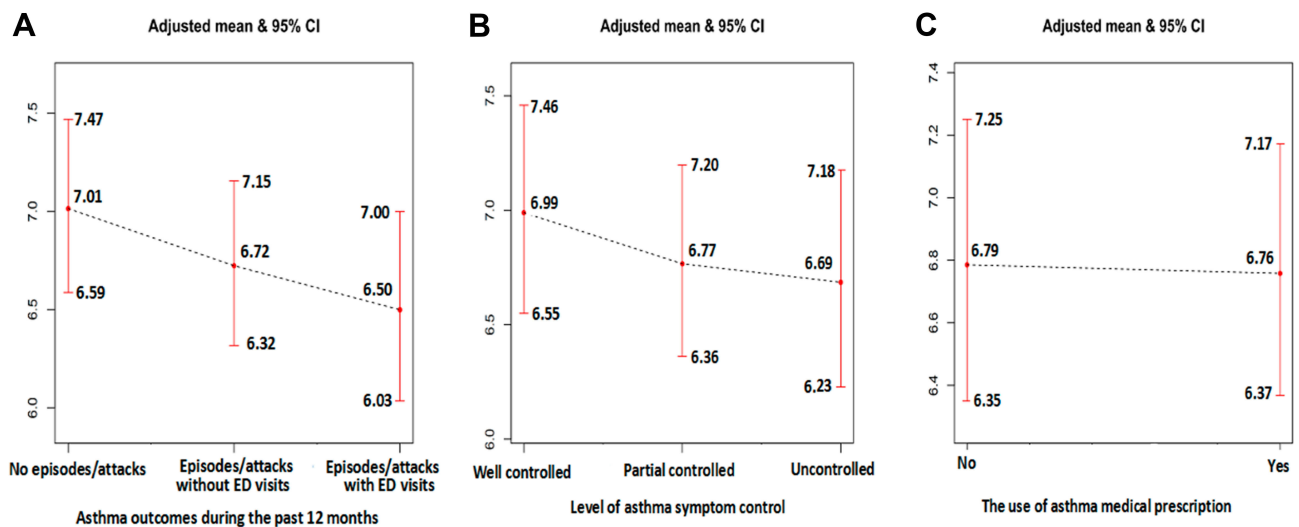 A
Adjusted mean & 95% CI
7.5
7.0
6.5
6.0
7.47
7.01
6.59
7.15
6.72
6.32
7.00
6.50
6.03
No episodes/attacks
Episodes/attacks
without ED visits
Episodes/attacks
with ED visits
Asthma outcomes during the past 12 months
B
Adjusted mean & 95% CI
7.5
7.0
6.5
6.0
7.46
6.99
6.55
7.20
6.77
6.36
7.18
6.69
6.23
Well controlled
Partial controlled
Uncontrolled
Level of asthma symptom control
C
Adjusted mean & 95% CI
7.4
7.2
7.0
6.8
6.6
6.4
7.25
6.79
6.35
7.17
6.76
6.37
No
Yes
The use of asthma medical prescription